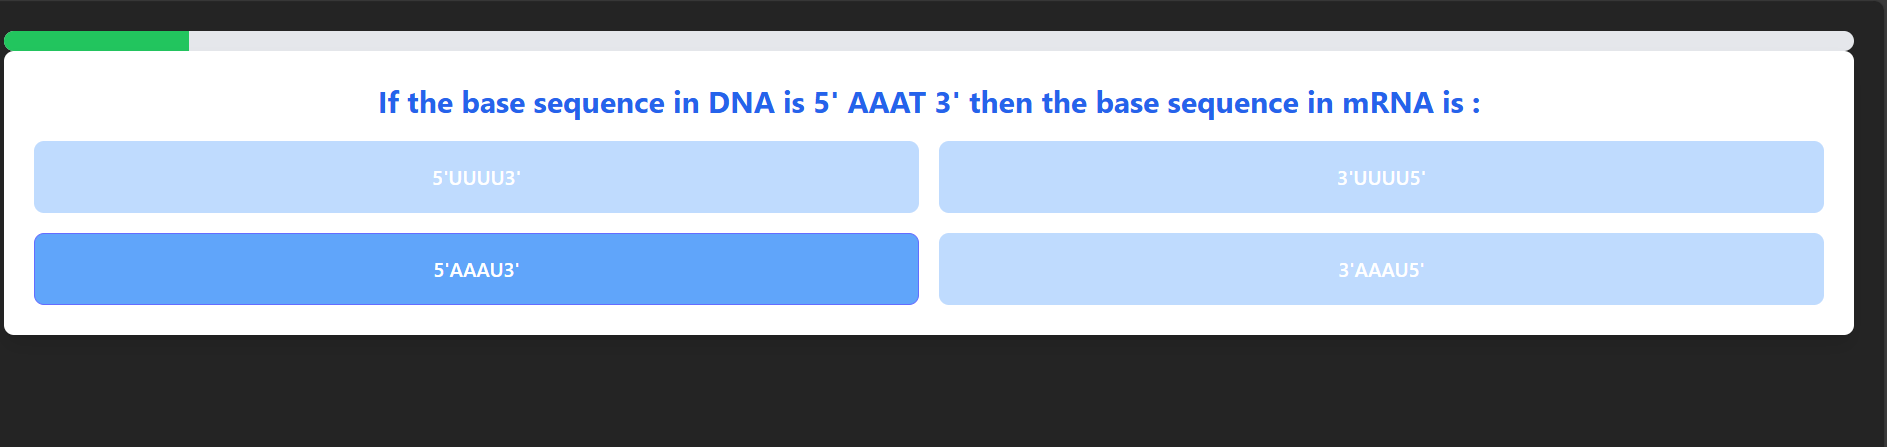 If the base sequence in DNA is 5' AAAT 3' then the base sequence in mRNA is :
5'UUUU3'
3'UUUU5'
5'AAAU3'
3'AAAU5'